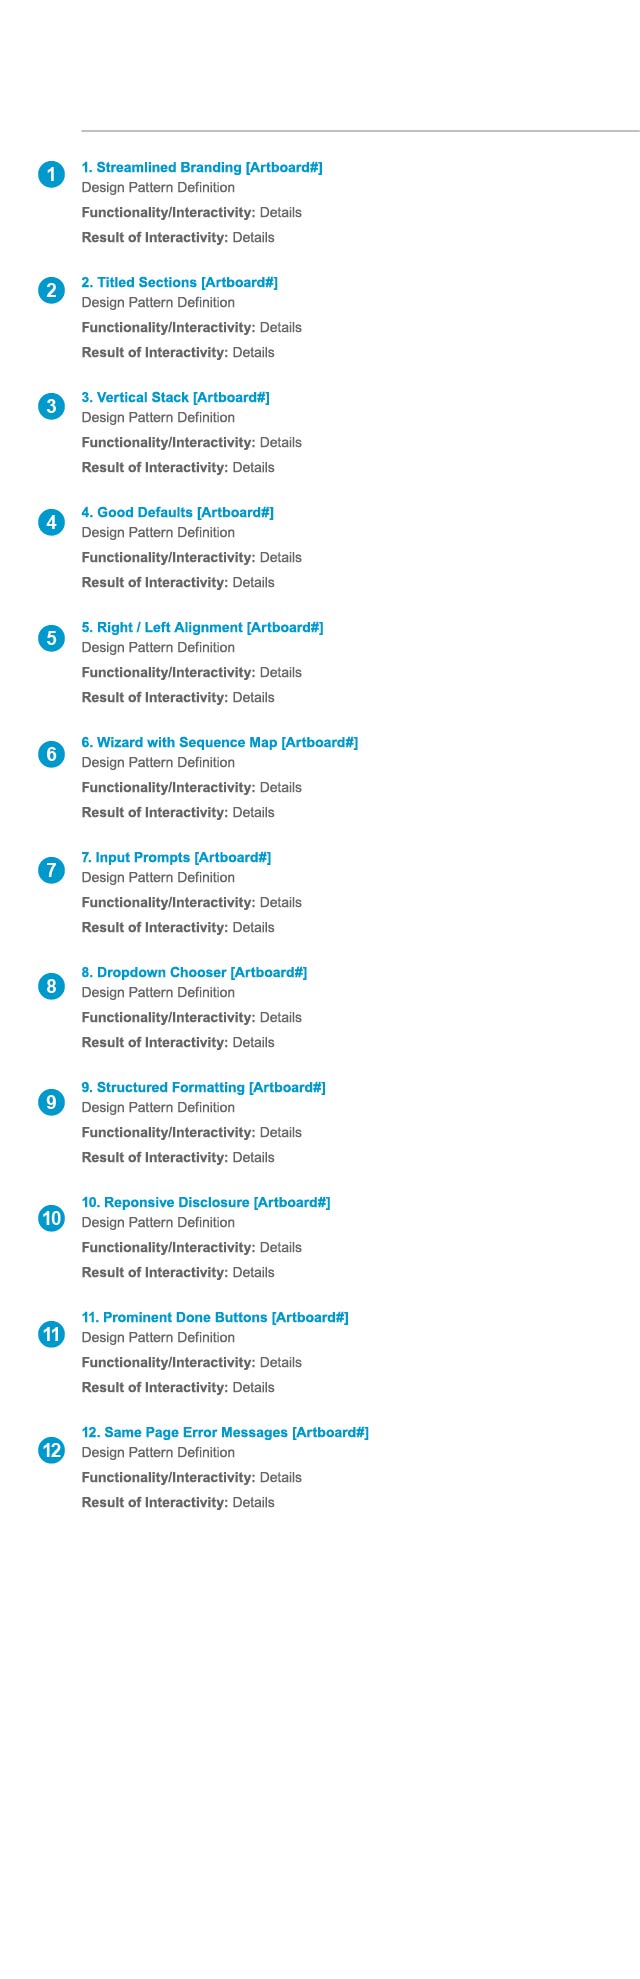 1
1. Streamlined Branding [Artboard#]
Design Pattern Definition
Functionality/Interactivity: Details
Result of Interactivity: Details
2
2. Titled Sections [Artboard#]
Design Pattern Definition
Functionality/Interactivity: Details
Result of Interactivity: Details
3
3. Vertical Stack [Artboard#]
Design Pattern Definition
Functionality/Interactivity: Details
Result of Interactivity: Details
4
4. Good Defaults [Artboard#]
Design Pattern Definition
Functionality/Interactivity: Details
Result of Interactivity: Details
5
5. Right / Left Alignment [Artboard#]
Design Pattern Definition
Functionality/Interactivity: Details
Result of Interactivity: Details
6
6. Wizard with Sequence Map [Artboard#]
Design Pattern Definition
Functionality/Interactivity: Details
Result of Interactivity: Details
7
7. Input Prompts [Artboard#]
Design Pattern Definition
Functionality/Interactivity: Details
Result of Interactivity: Details
8
8. Dropdown Chooser [Artboard#]
Design Pattern Definition
Functionality/Interactivity: Details
Result of Interactivity: Details
9
9. Structured Formatting [Artboard#]
Design Pattern Definition
Functionality/Interactivity: Details
Result of Interactivity: Details
10
10. Reponsive Disclosure [Artboard#]
Design Pattern Definition
Functionality/Interactivity: Details
Result of Interactivity: Details
11
11. Prominent Done Buttons [Artboard#]
Design Pattern Definition
Functionality/Interactivity: Details
Result of Interactivity: Details
12
12. Same Page Error Messages [Artboard#]
Design Pattern Definition
Functionality/Interactivity: Details
Result of Interactivity: Details